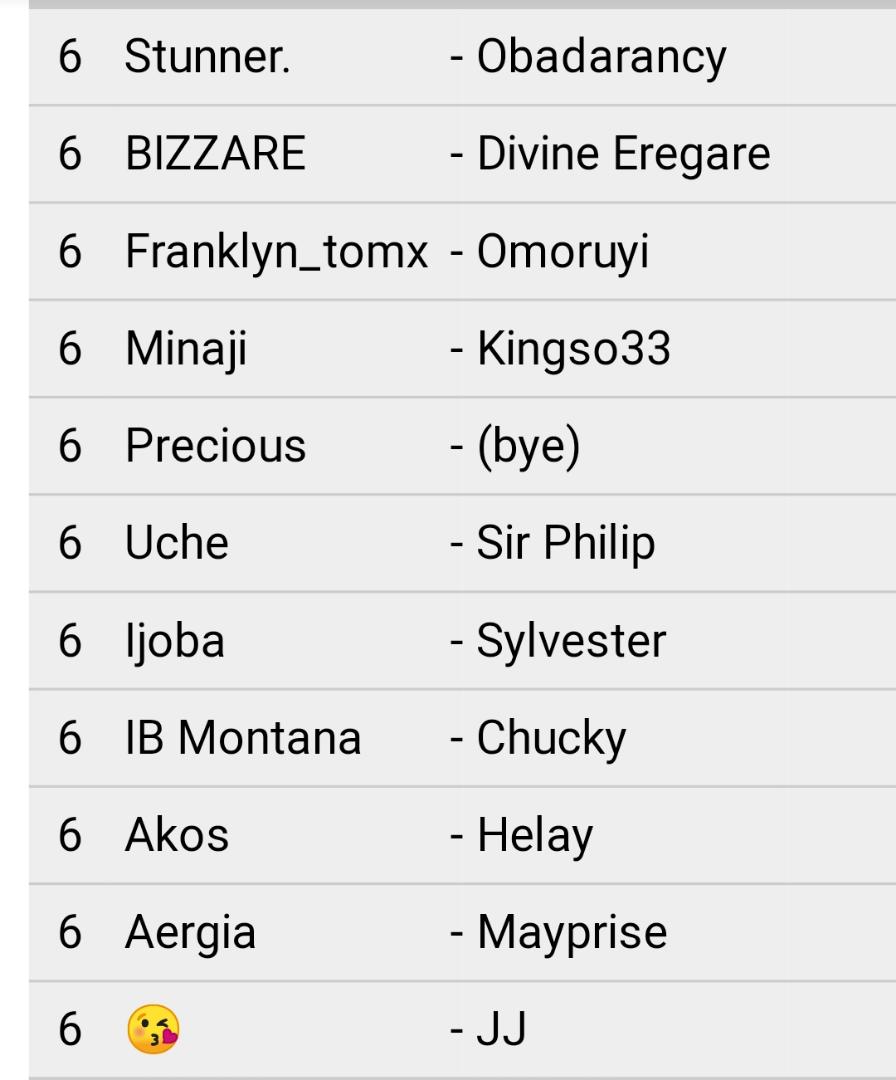 6 Stunner. - Obadarancy
6 BIZZARE - Divine Eregare
6 Franklyn_tomx - Omoruyi
6 Minaji - Kingso33
6 Precious - (bye)
6 Uche - Sir Philip
6 Ijoba - Sylvester
6 IB Montana - Chucky
6 Akos - Helay
6 Aergia - Mayprise
6 😘 - JJ